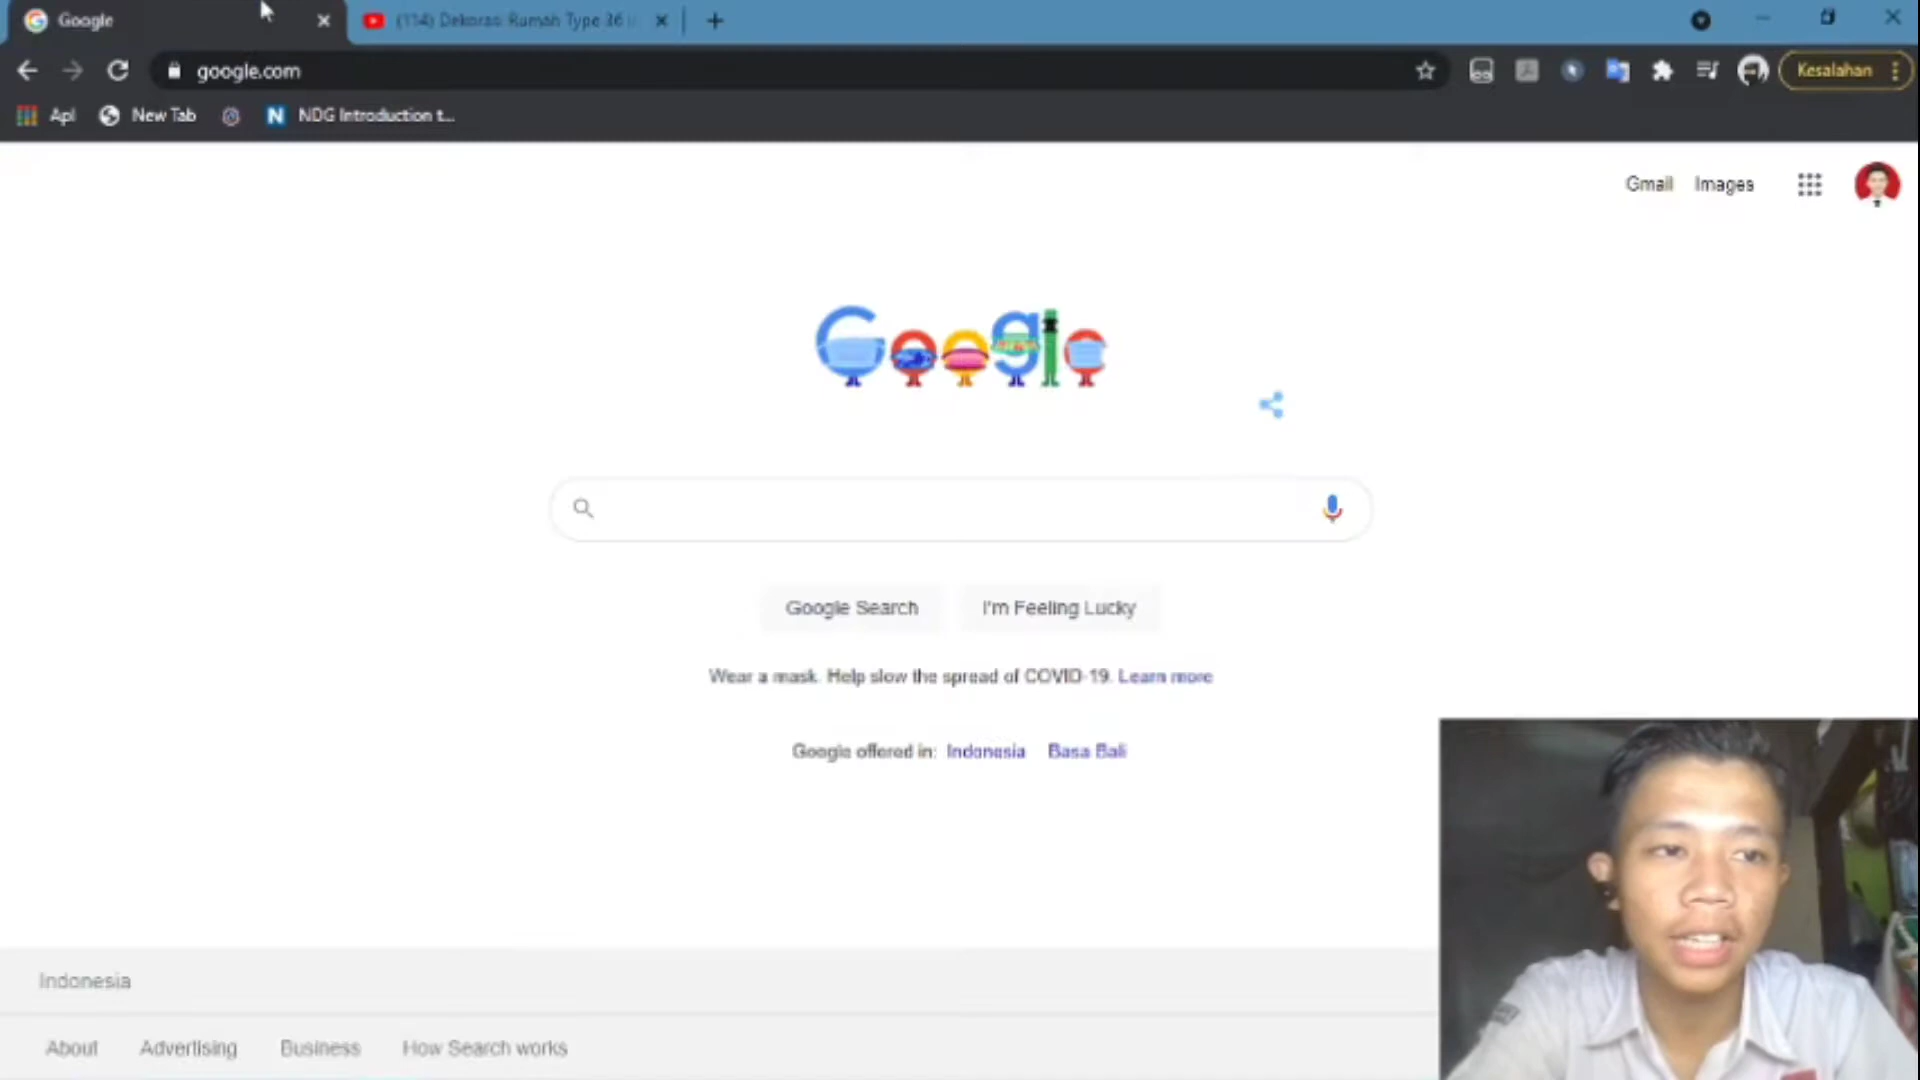 Google
(114) Dekorasi Rumah Type 36
google.com
Kesalahan
Apl
New Tab
NDG Introduction t...
Gmail
Images
Google
Google Search
I'm Feeling Lucky
Wear a mask. Help slow the spread of COVID-19. Learn more
Google offered in: Indonesia Basa Bali
Indonesia
About
Advertising
Business
How Search works